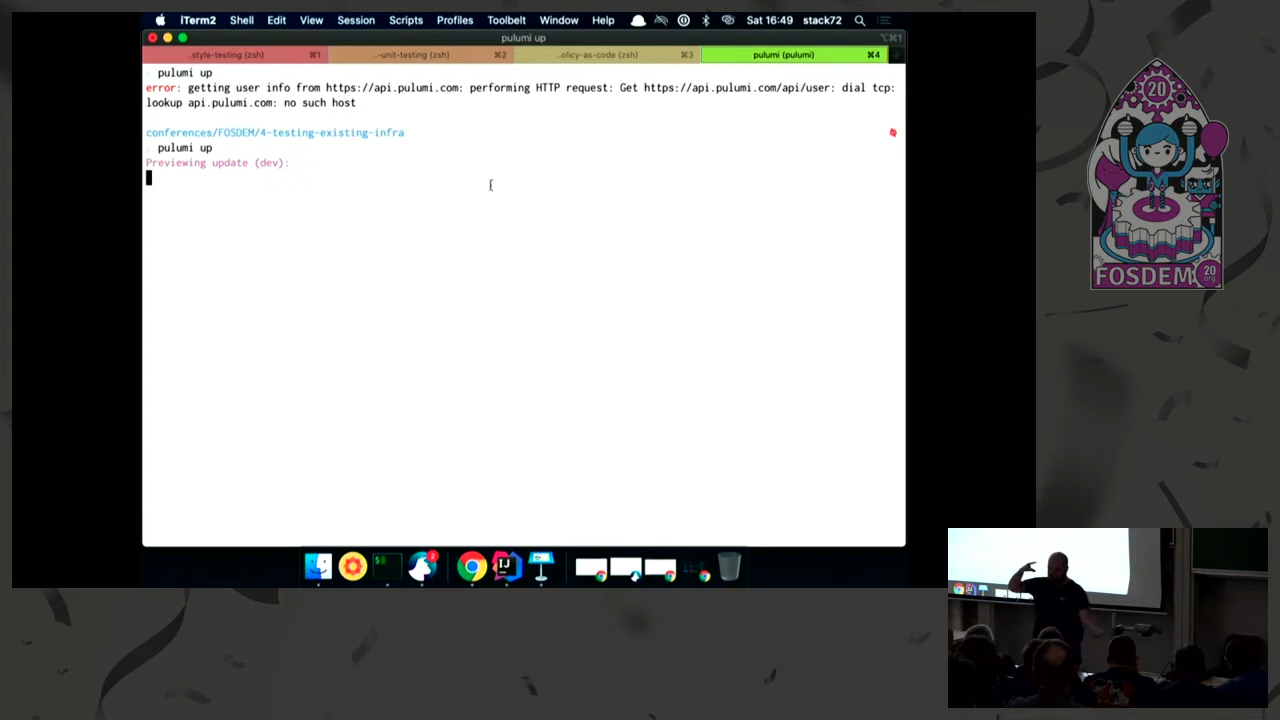 iTerm2 Shell Edit View Session Scripts Profiles Toolbelt Window Help Sat 16:49 stack72
pulumi up ⌥⌘1
..style-testing (zsh) ⌘1 ..-unit-testing (zsh) ⌘2 ..olicy-as-code (zsh) ⌘3 pulumi (pulumi) ⌘4
pulumi up
error: getting user info from https://api.pulumi.com: performing HTTP request: Get https://api.pulumi.com/api/user: dial tcp:
lookup api.pulumi.com: no such host
conferences/FOSDEM/4-testing-existing-infra
pulumi up
Previewing update (dev):
20
FOSDEM
20
.org
$
IJ
3